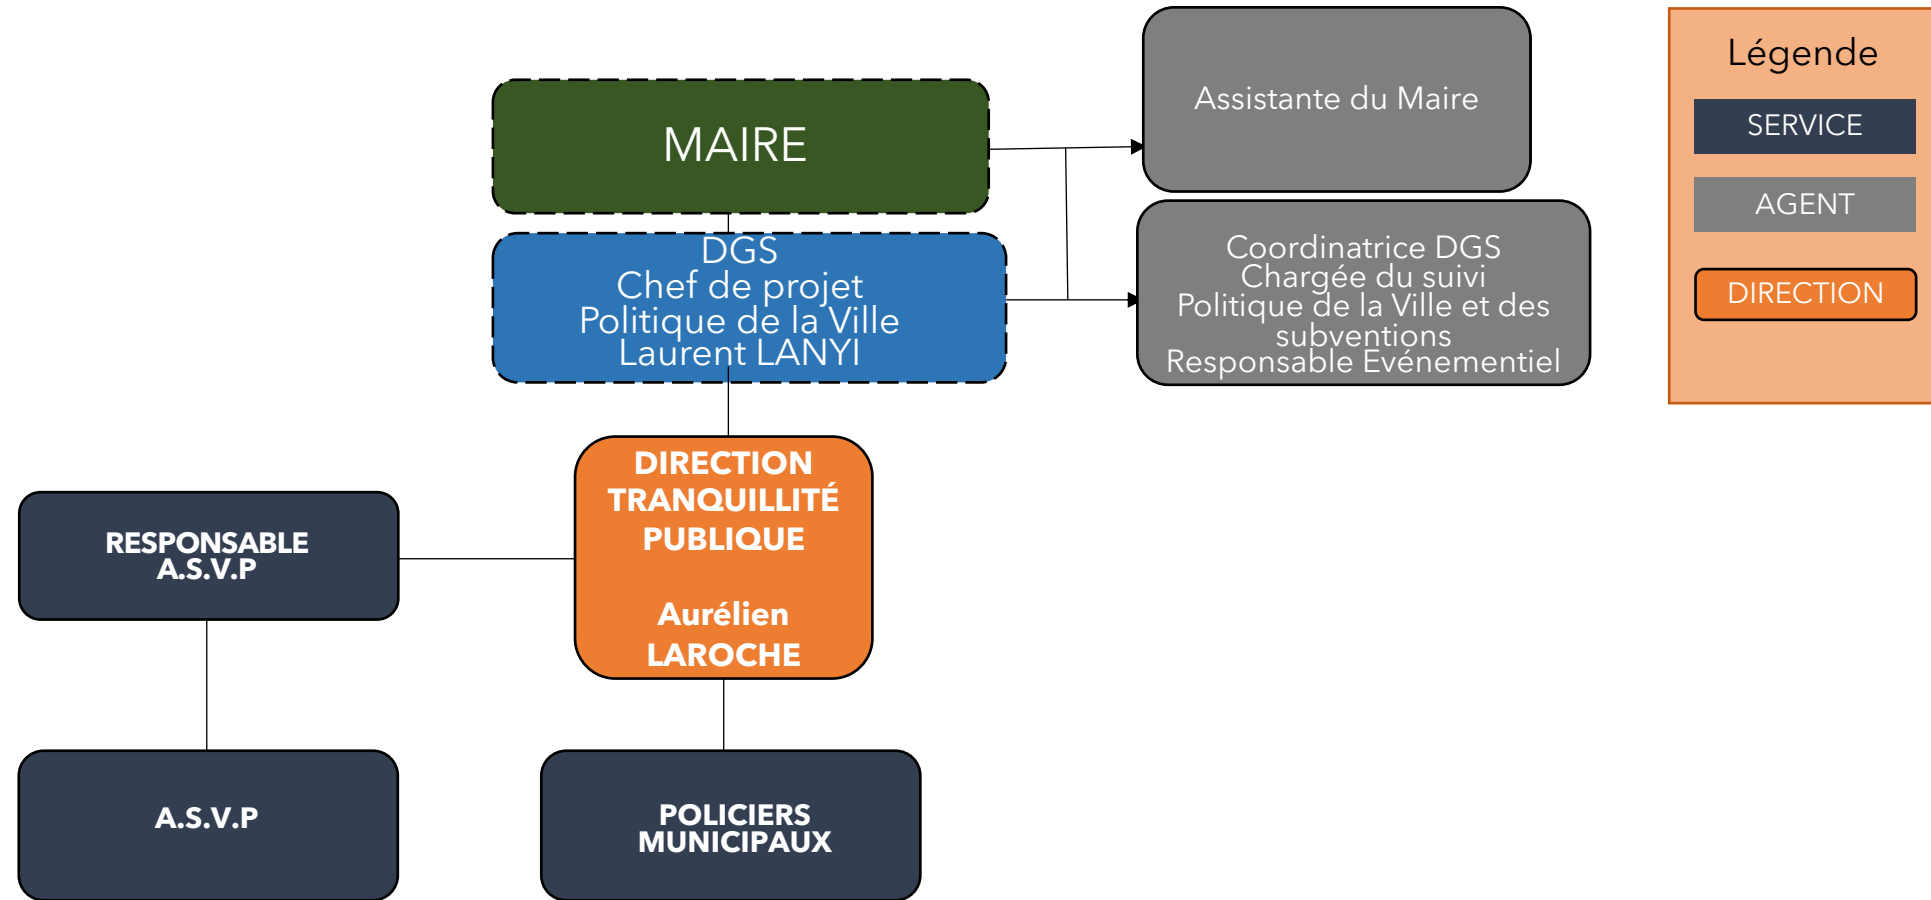 MAIRE
Assistante du Maire
DGS
Chef de projet
Politique de la Ville
Laurent LANYI
Coordinatrice DGS
Chargée du suivi
Politique de la Ville et des
subventions
Responsable Evénementiel
Légende
SERVICE
AGENT
DIRECTION
DIRECTION
TRANQUILLITÉ
PUBLIQUE
Aurélien
LAROCHE
RESPONSABLE
A.S.V.P
A.S.V.P
POLICIERS
MUNICIPAUX